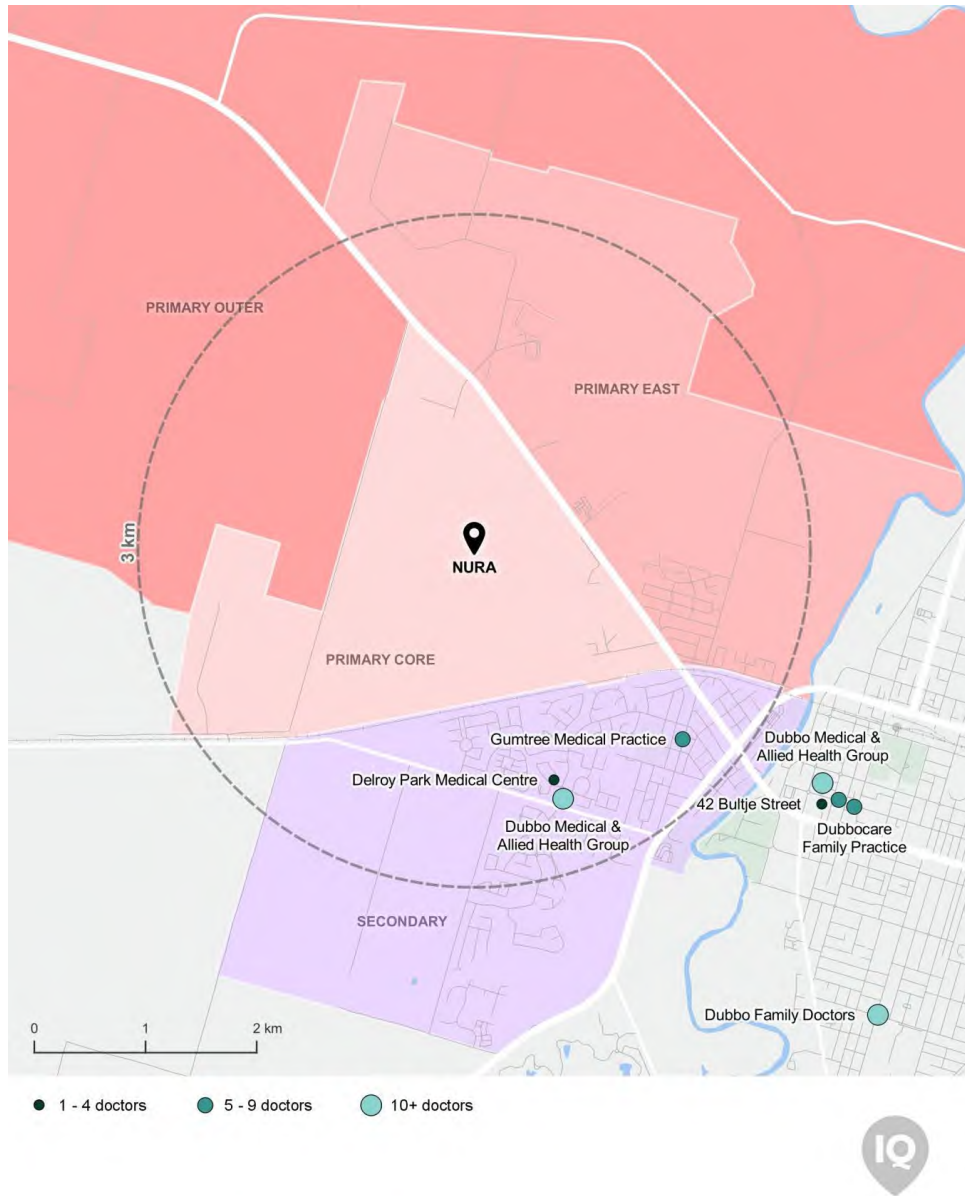 PRIMARY OUTER
PRIMARY EAST
3 km
NURA
PRIMARY CORE
Gumtree Medical Practice
Dubbo Medical &
Allied Health Group
Delroy Park Medical Centre
42 Bultje Street
Dubbo Medical &
Allied Health Group
Dubbocare
Family Practice
SECONDARY
Dubbo Family Doctors
0 1 2 km
1 - 4 doctors
5 - 9 doctors
10+ doctors
IQ